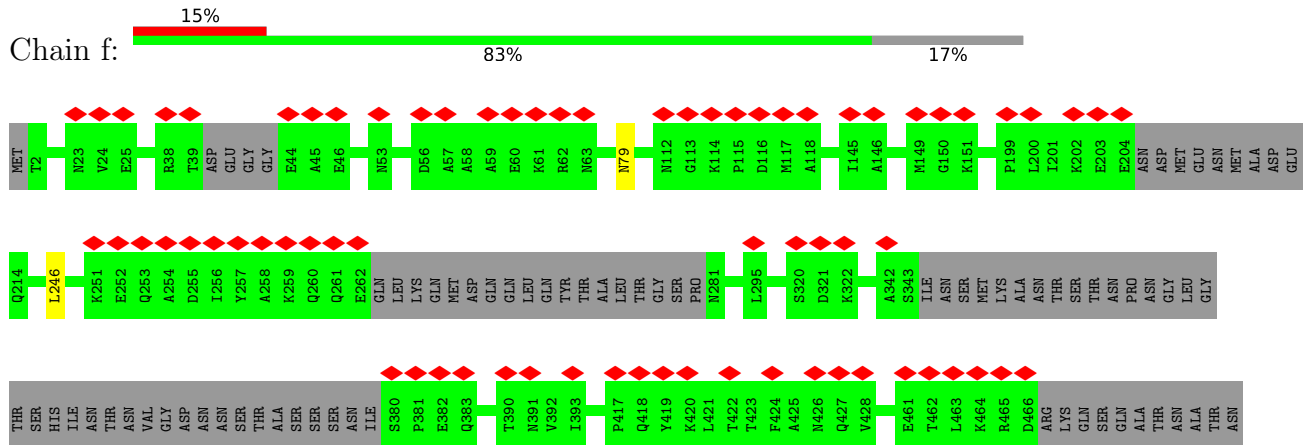 15%
Chain f:
83%
17%
MET T2 N23 V24 E25 R38 T39 ASP GLU GLY GLY E44 A45 E46 N53 D56 A57 A58 A59 E60 K61 R62 N63 N79 N112 G113 K114 P115 D116 M117 A118 I145 A146 M149 G150 K151 P199 L200 I201 K202 E203 E204 ASN ASP MET GLU ASN MET ALA ASP GLU
Q214 L246 K251 E252 Q253 A254 D255 I256 Y257 A258 K259 Q260 Q261 E262 GLN LEU LYS GLN MET ASP GLN GLN LEU GLN TYR THR ALA LEU THR GLY SER PRO N281 L295 S320 D321 K322 A342 S343 ILE ASN SER MET LYS ALA ASN THR SER THR ASN PRO ASN GLY LEU GLY
THR SER HIS ILE ASN THR ASN VAL GLY ASP ASN ASN SER THR ALA SER SER SER ASN ILE S380 P381 E382 Q383 T390 N391 V392 I393 P417 Q418 Y419 K420 L421 T422 T423 F424 A425 N426 Q427 V428 E461 T462 L463 K464 R465 D466 ARG LYS GLN SER GLN ALA THR ASN ALA THR ASN